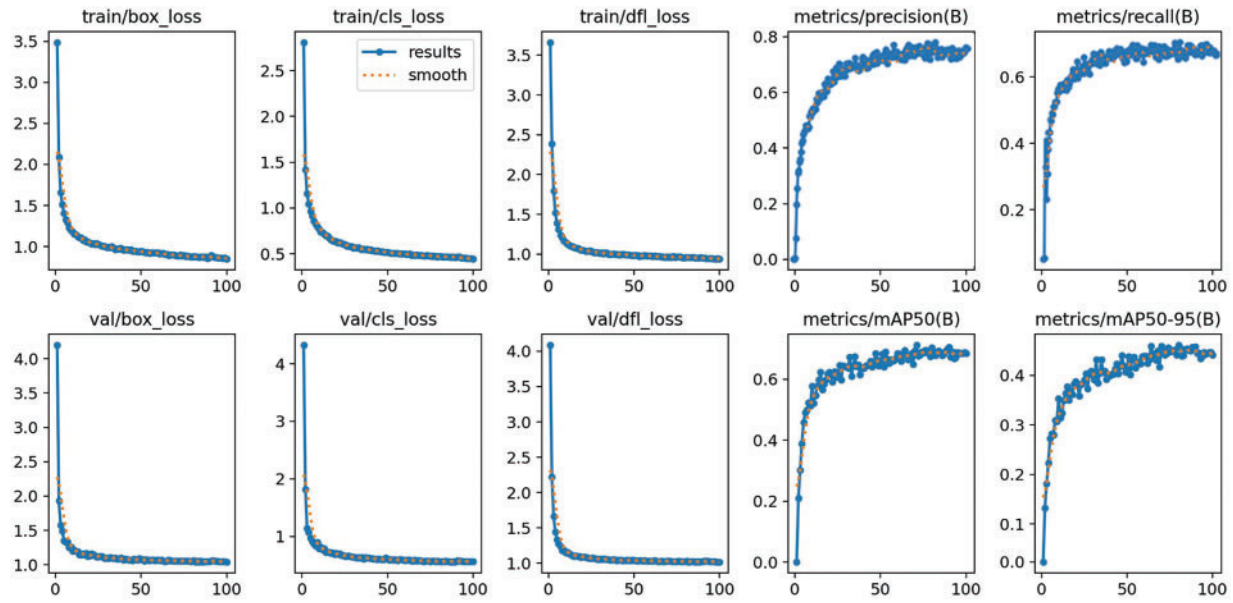 train/box_loss
train/cls_loss
train/dfl_loss
metrics/precision(B)
metrics/recall(B)
3.5
3.0
2.5
2.0
1.5
1.0
0 50 100
results
smooth
2.5
2.0
1.5
1.0
0.5
0 50 100
3.5
3.0
2.5
2.0
1.5
1.0
0 50 100
0.8
0.6
0.4
0.2
0.0
0 50 100
0.6
0.4
0.2
0 50 100
val/box_loss
val/cls_loss
val/dfl_loss
metrics/mAP50(B)
metrics/mAP50-95(B)
4.0
3.5
3.0
2.5
2.0
1.5
1.0
0 50 100
4
3
2
1
0 50 100
4.0
3.5
3.0
2.5
2.0
1.5
1.0
0 50 100
0.6
0.4
0.2
0.0
0 50 100
0.4
0.3
0.2
0.1
0.0
0 50 100